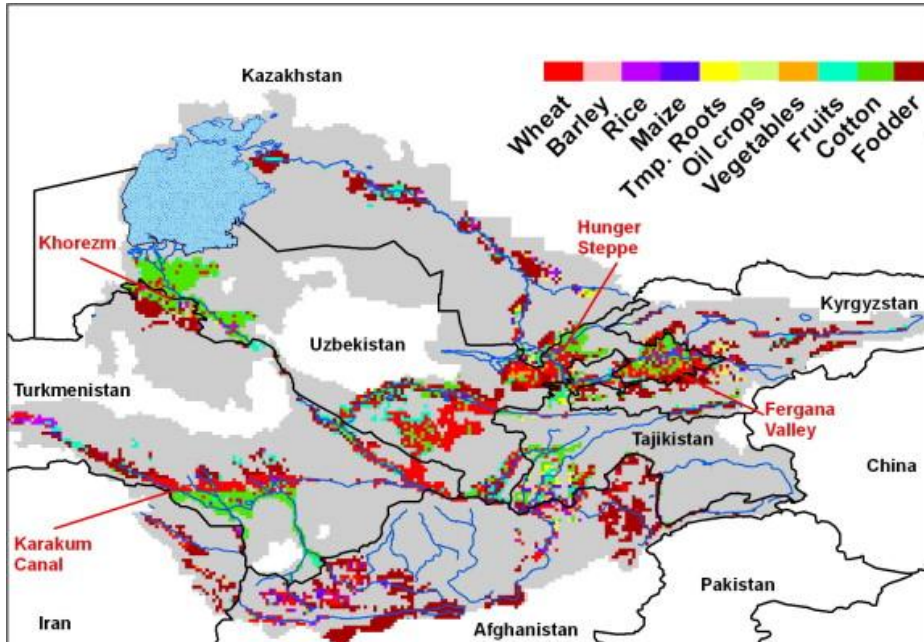 Kazakhstan
Wheat
Barley
Rice
Maize
Tmp. Roots
Oil crops
Vegetables
Fruits
Cotton
Fodder
Hunger
Steppe
Khorezm
Kyrgyzstan
Uzbekistan
Turkmenistan
Fergana
Valley
Tajikistan
China
Karakum
Canal
Pakistan
Iran
Afghanistan